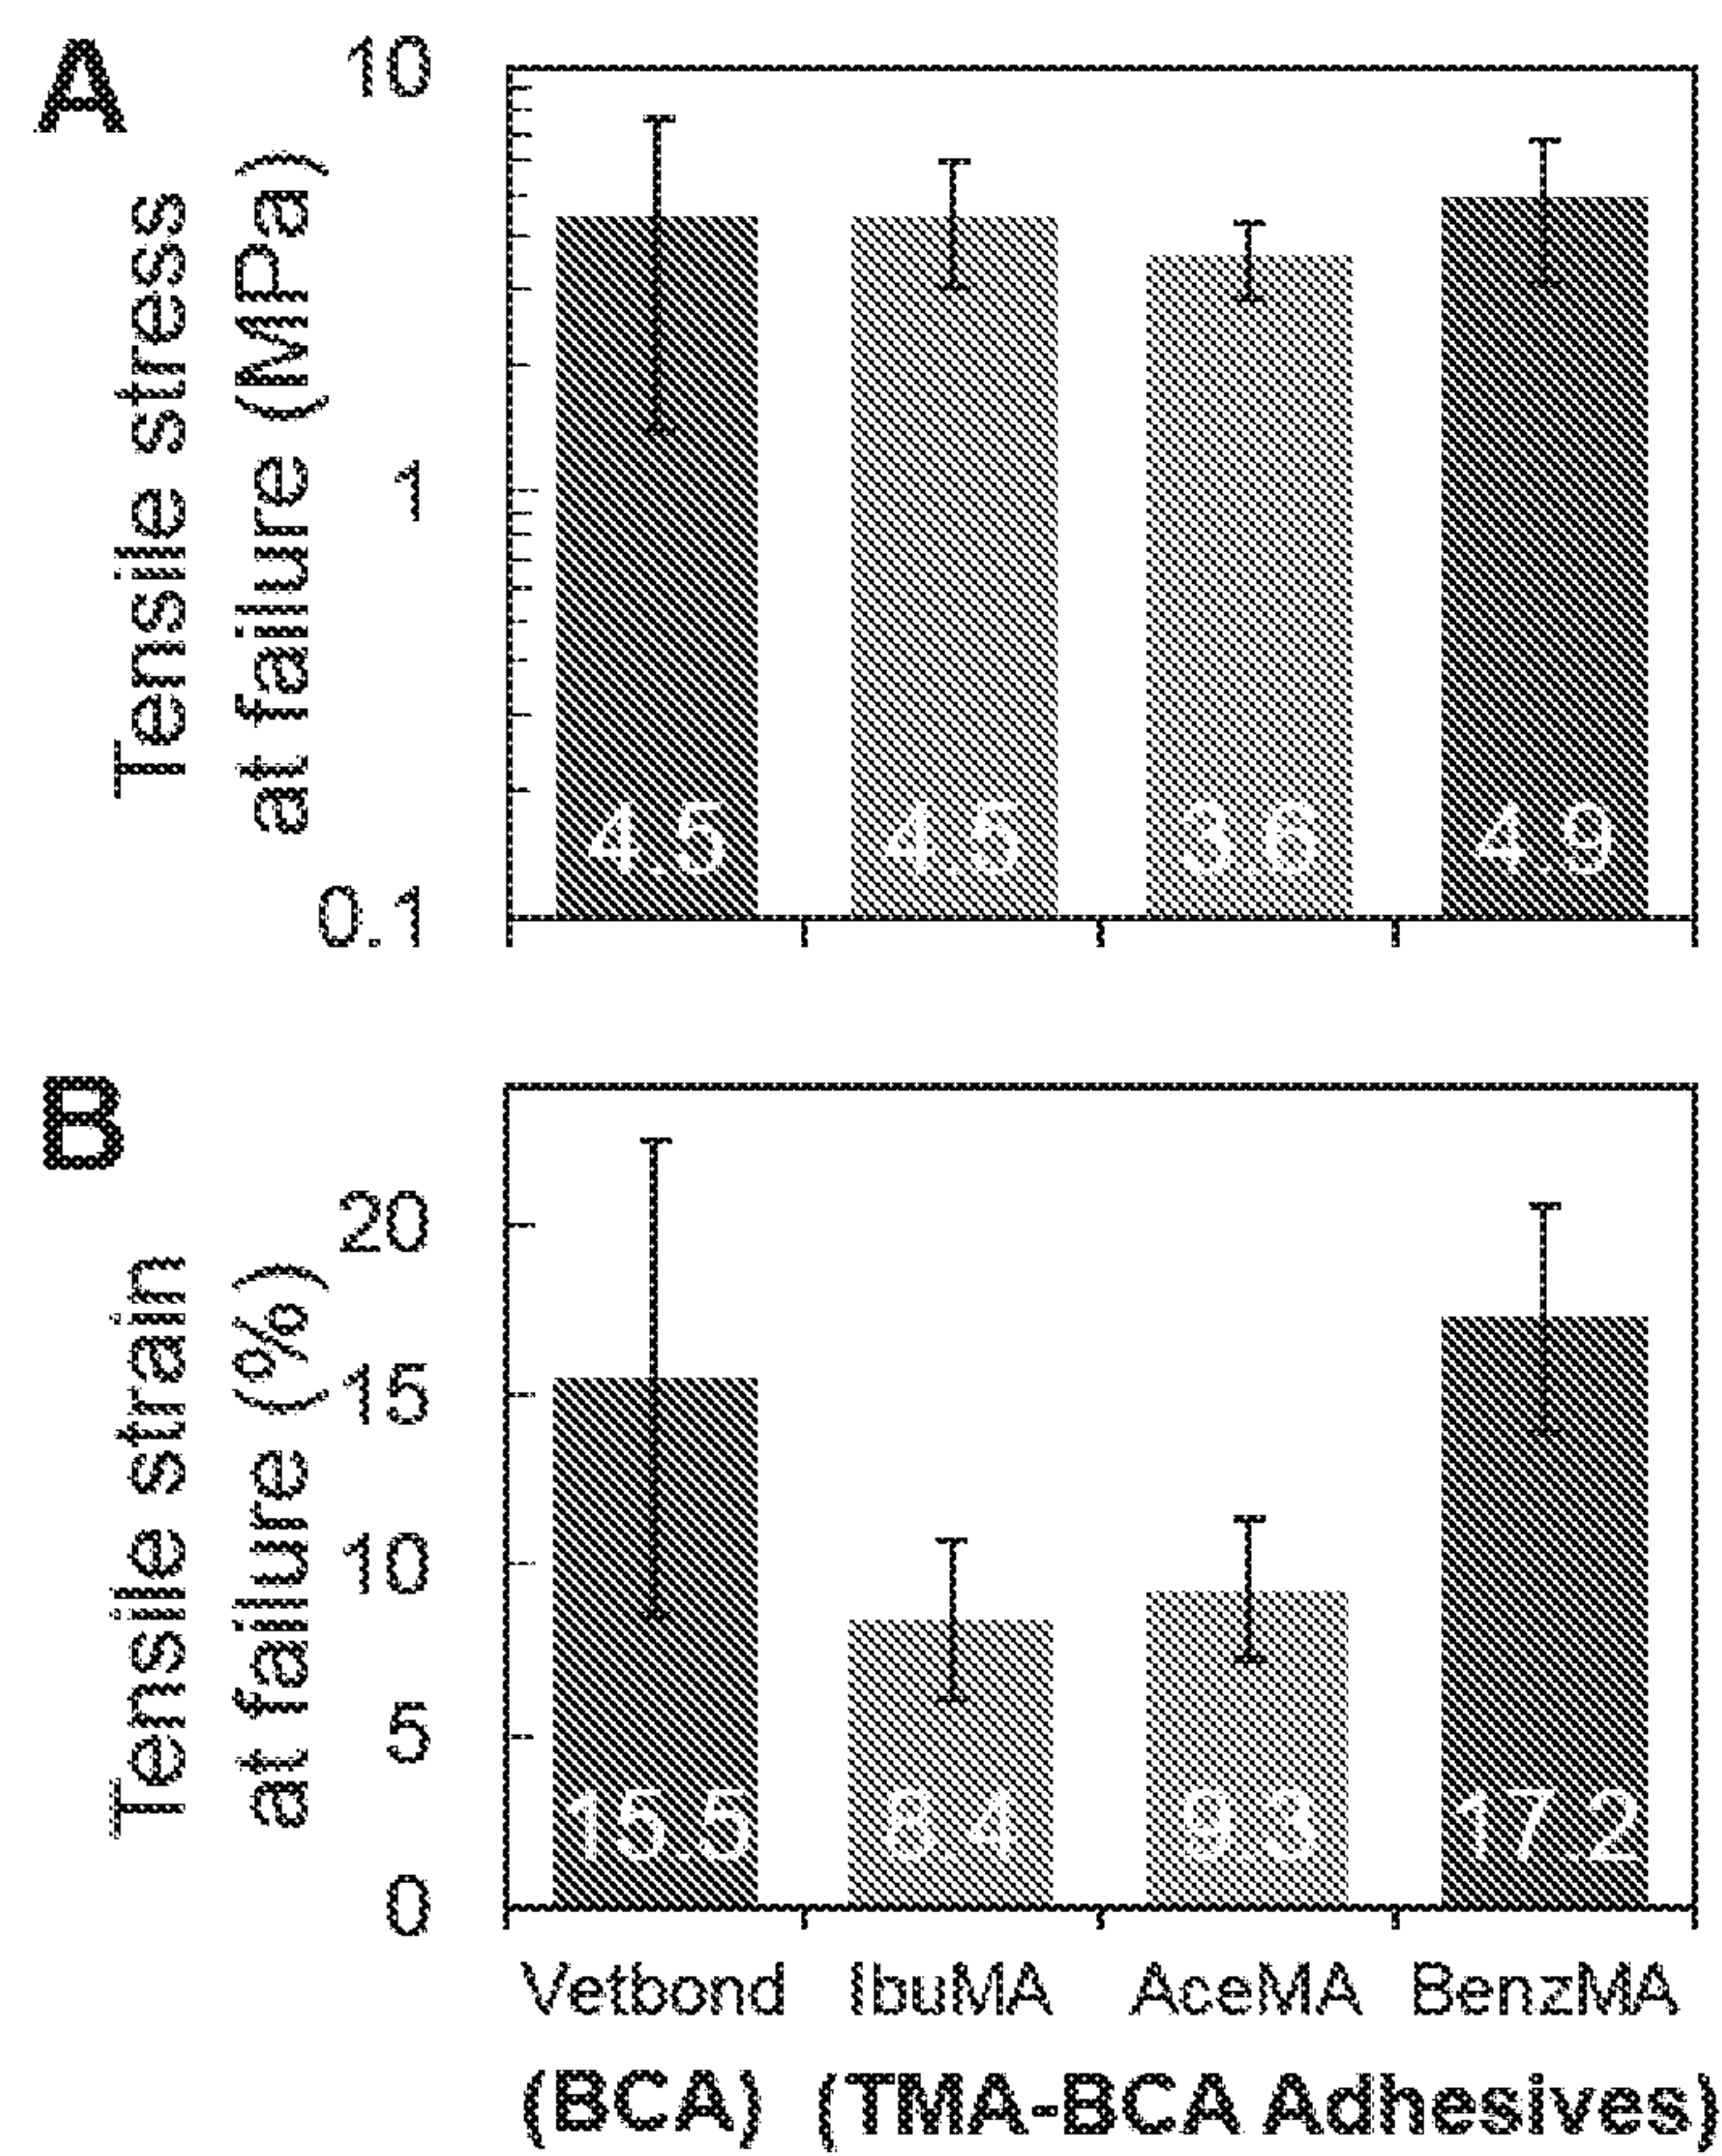 A
Tensile stress
at failure (MPa)
10
1
0.1
4.5 4.5 3.6 4.9
B
Tensile strain
at failure (%)
20
15
10
5
0
15.5 8.4 9.3 17.2
Vetbond IbuMA AceMA BenzMA
(BCA) (TMA-BCA Adhesives)